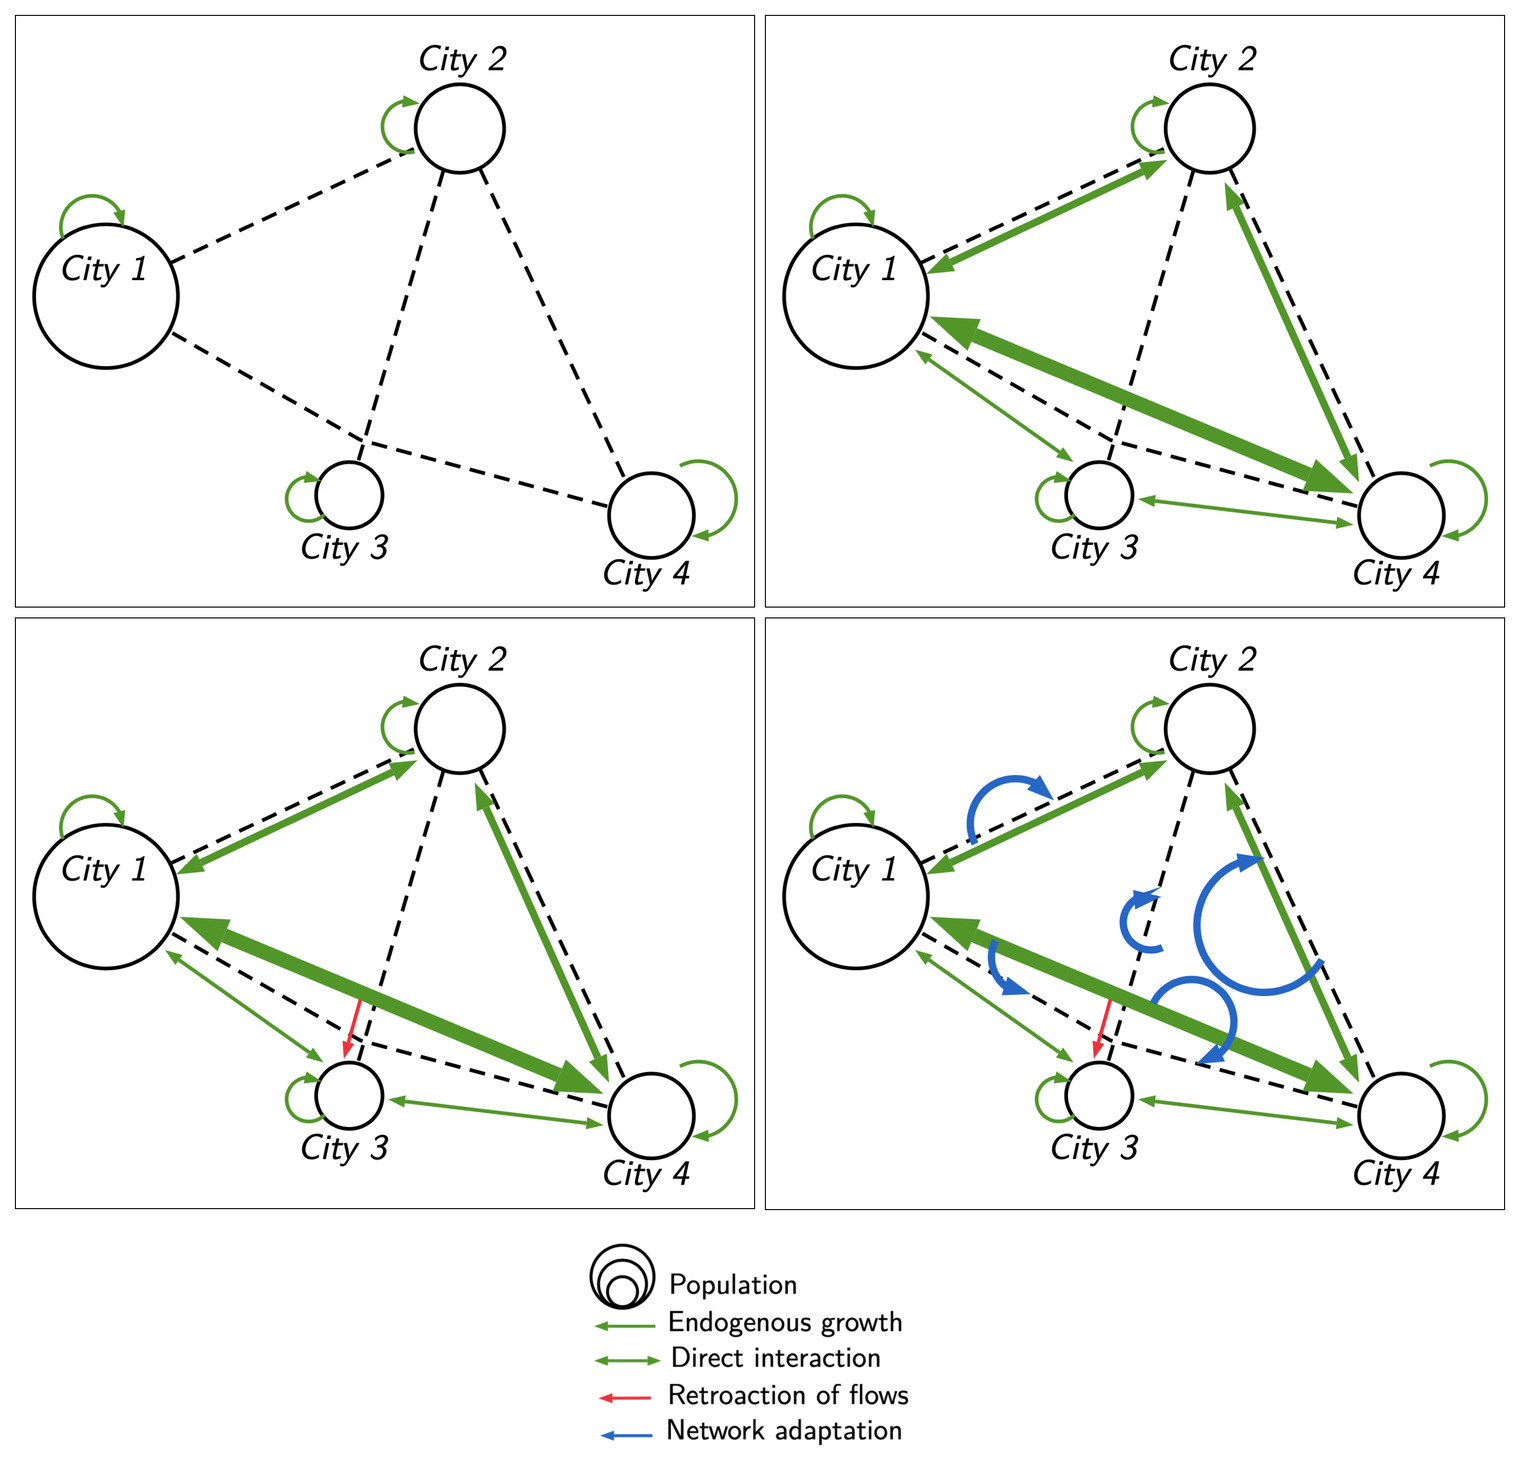 City 2
City 1
City 3
City 4
City 2
City 1
City 3
City 4
City 2
City 1
City 3
City 4
City 2
City 1
City 3
City 4
Population
Endogenous growth
Direct interaction
Retroaction of flows
Network adaptation